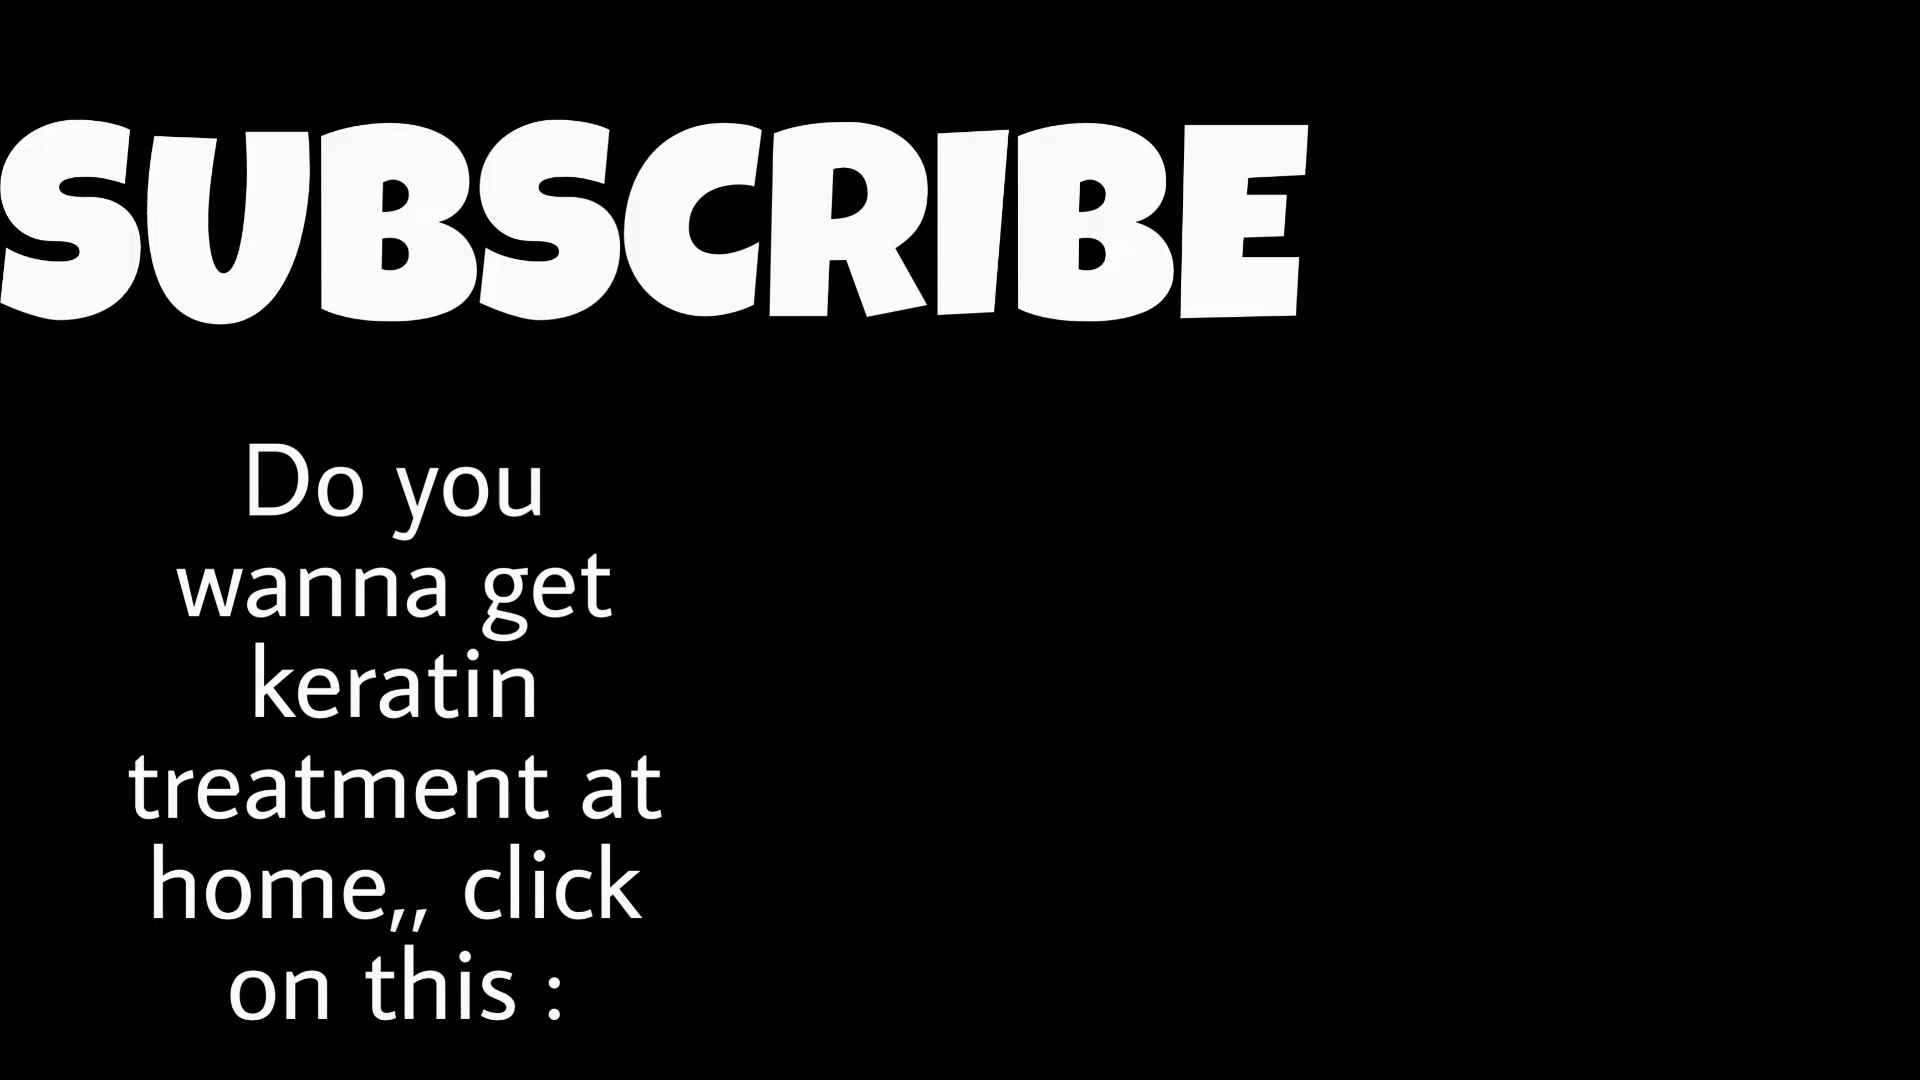 SUBSCRIBE
Do you
wanna get
keratin
treatment at
home,, click
on this :